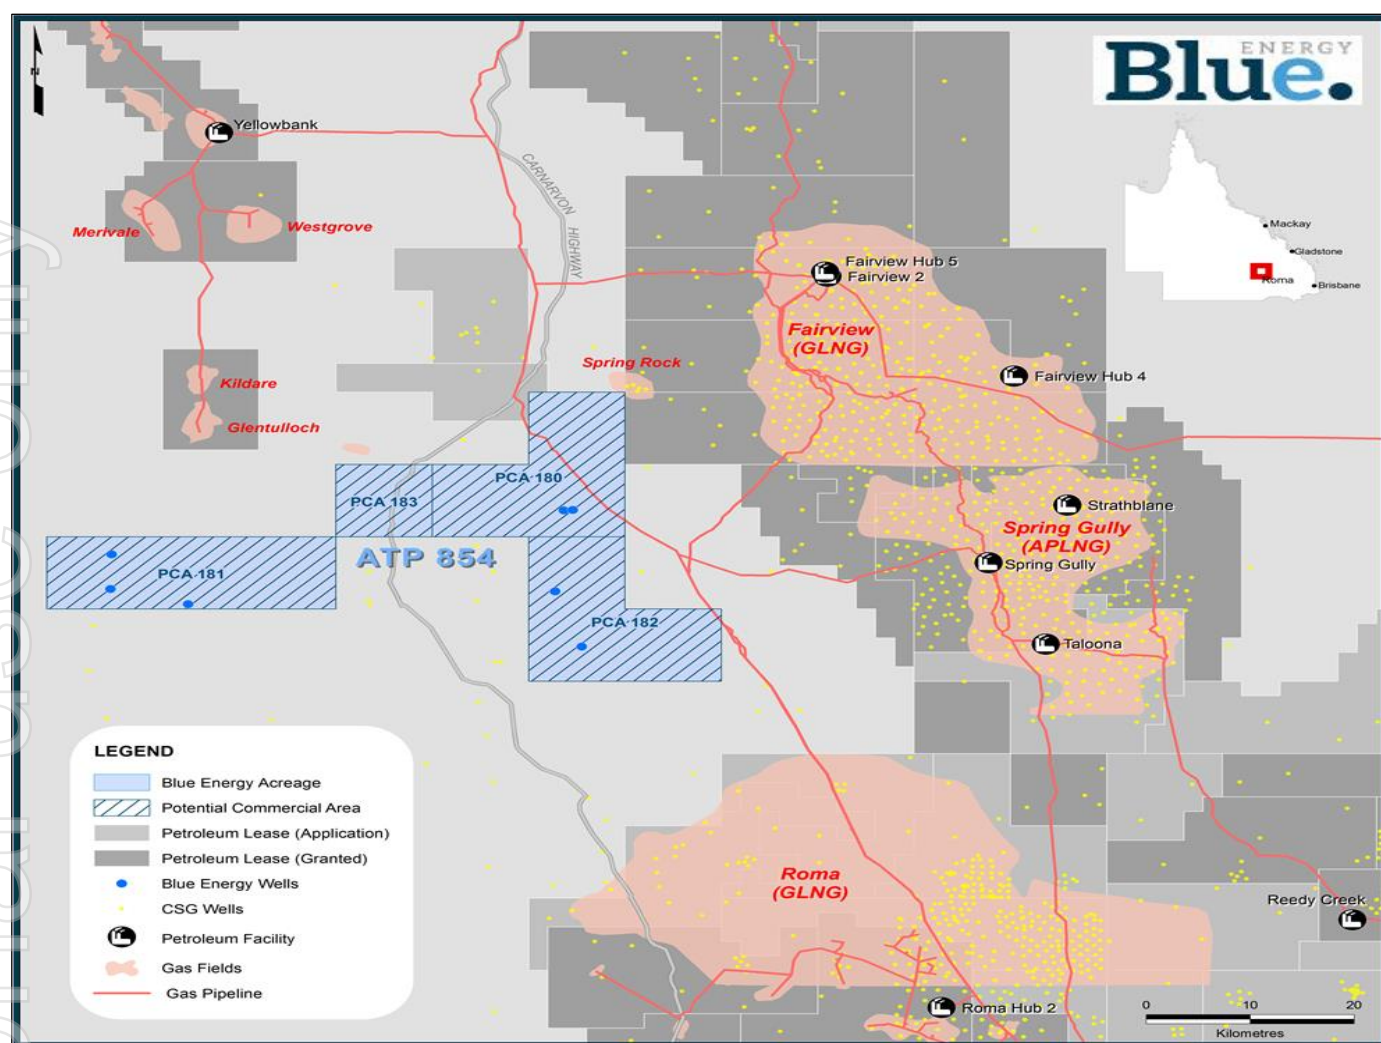 N
ENERGY
Blue.
Yellowbank
CARNARVON HIGHWAY
Mackay
Gladstone
Roma
Brisbane
Merivale
Westgrove
Fairview Hub 5
Fairview 2
Fairview
(GLNG)
Spring Rock
Fairview Hub 4
Kildare
Glentulloch
PCA 183
PCA 180
Strathblane
Spring Gully
(APLNG)
ATP 854
Spring Gully
PCA 181
PCA 182
Taloona
LEGEND
Blue Energy Acreage
Potential Commercial Area
Petroleum Lease (Application)
Petroleum Lease (Granted)
Blue Energy Wells
CSG Wells
Petroleum Facility
Gas Fields
Gas Pipeline
Roma
(GLNG)
Reedy Creek
Roma Hub 2
0 10 20
Kilometres